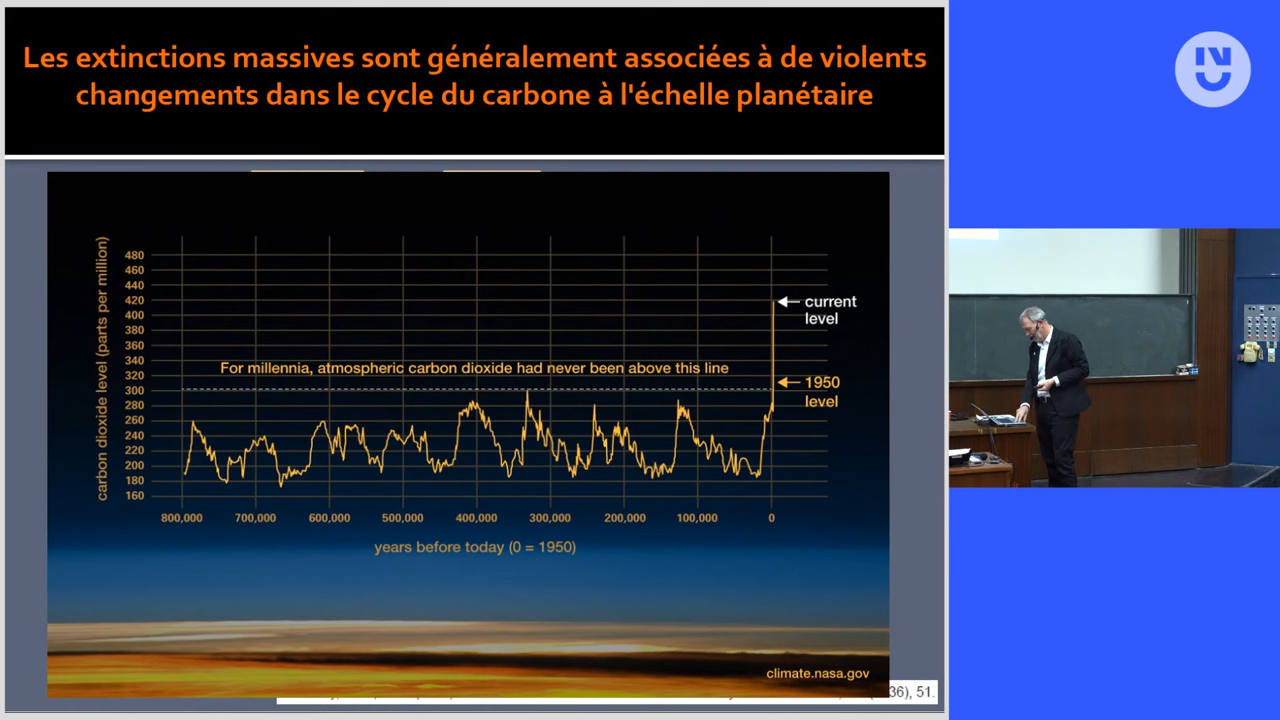 Les extinctions massives sont généralement associées à de violents
changements dans le cycle du carbone à l'échelle planétaire
carbon dioxide level (parts per million)
480
460
440
420
400
380
360
340
320
300
280
260
240
220
200
180
160
For millennia, atmospheric carbon dioxide had never been above this line
current
level
1950
level
800,000 700,000 600,000 500,000 400,000 300,000 200,000 100,000 0
years before today (0 = 1950)
climate.nasa.gov
36), 51.